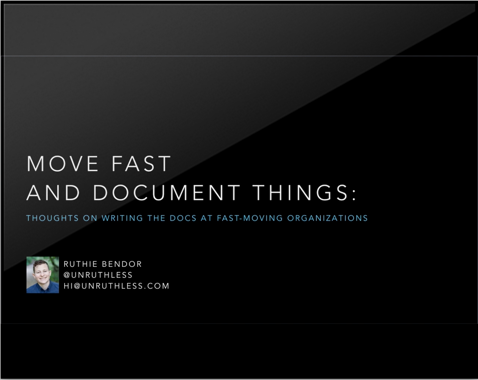 MOVE FAST
AND DOCUMENT THINGS:
THOUGHTS ON WRITING THE DOCS AT FAST-MOVING ORGANIZATIONS
RUTHIE BENDOR
@UNRUTHLESS
HI@UNRUTHLESS.COM